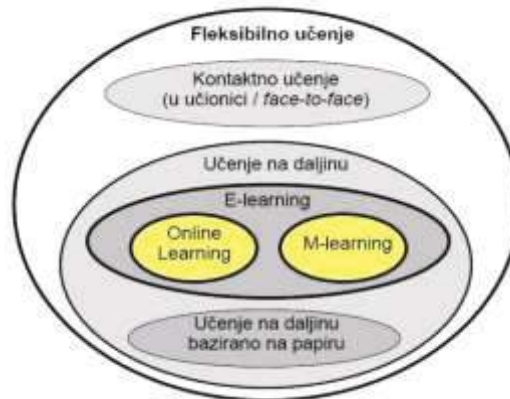 Fleksibilno učenje
Kontaktno učenje
(u učionici / face-to-face)
Učenje na daljinu
E-learning
Online
Learning
M-learning
Učenje na daljinu
bazirano na papiru